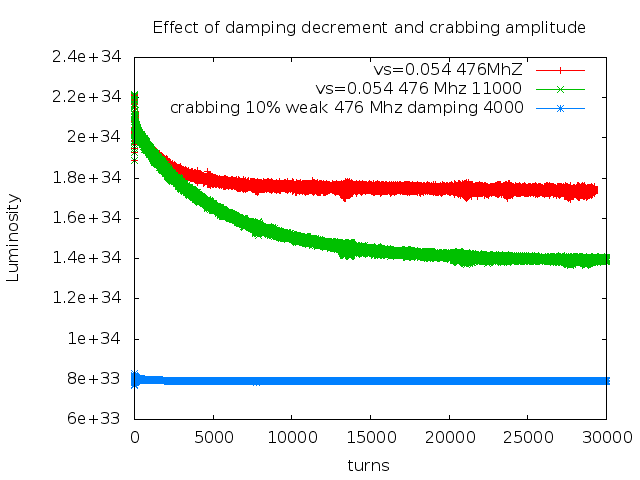 Effect of damping decrement and crabbing amplitude
2.4e+34
vs=0.054 476MhZ
2.2e+34
vs=0.054 476 Mhz 11000
crabbing 10% weak 476 Mhz damping 4000
2e+34
1.8e+34
1.6e+34
Luminosity
1.4e+34
1.2e+34
1e+34
8e+33
6e+33
0 5000 10000 15000 20000 25000 30000
turns